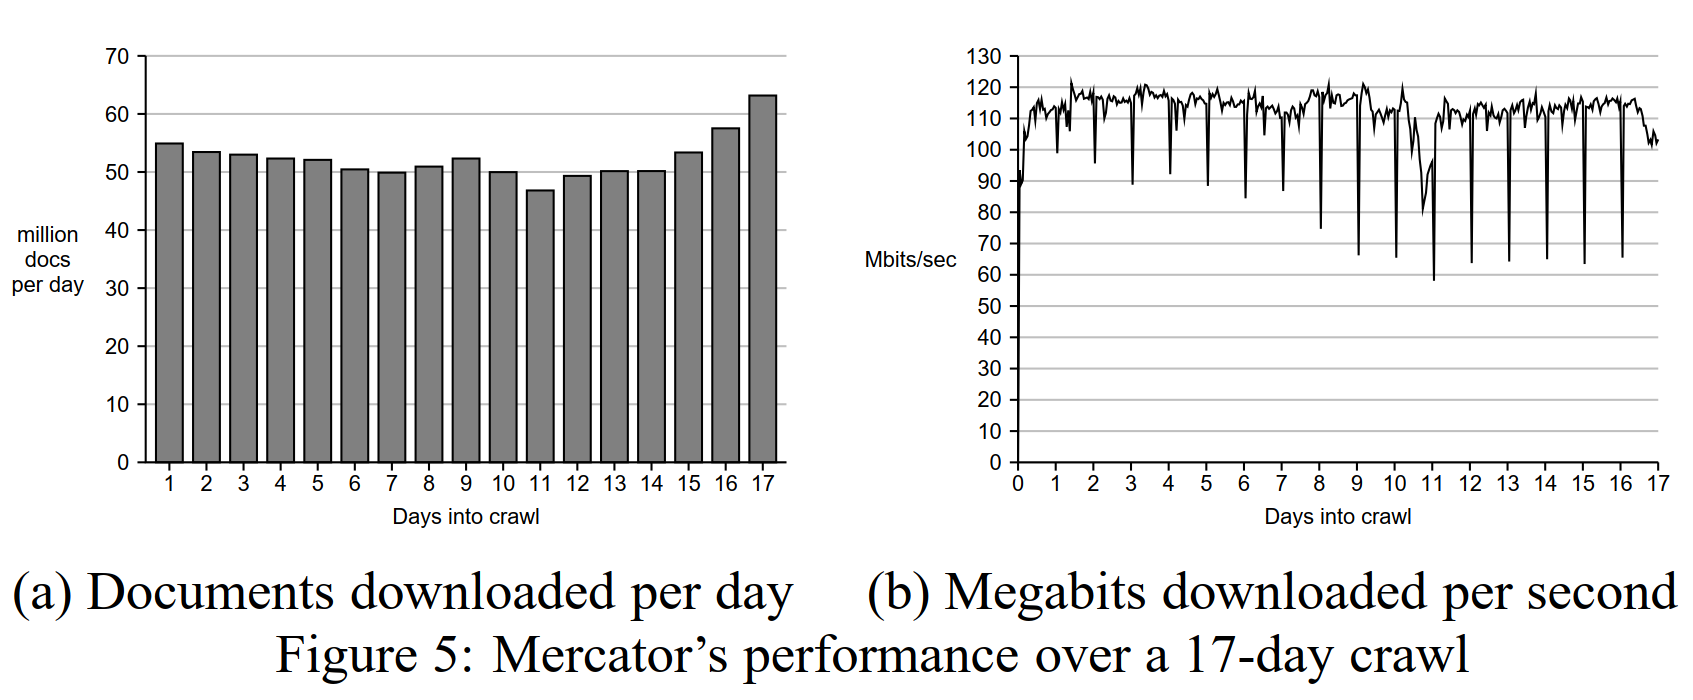 70
60
50
40
30
20
10
0
million
docs
per day
1 2 3 4 5 6 7 8 9 10 11 12 13 14 15 16 17
Days into crawl
130
120
110
100
90
80
70
60
50
40
30
20
10
0
Mbits/sec
0 1 2 3 4 5 6 7 8 9 10 11 12 13 14 15 16 17
Days into crawl
(a) Documents downloaded per day
(b) Megabits downloaded per second
Figure 5: Mercator’s performance over a 17-day crawl